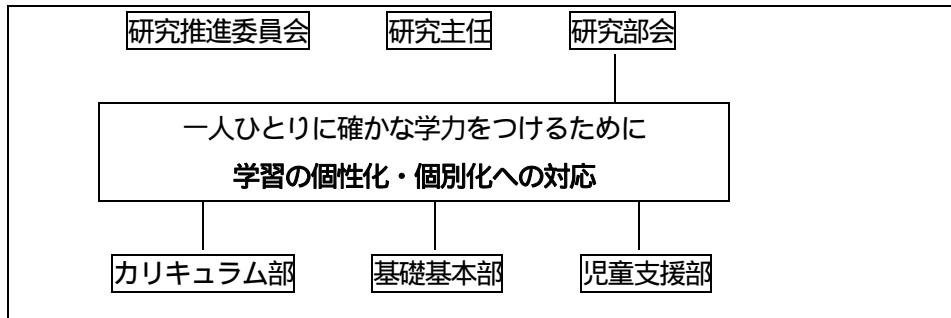 研究推進委員会 研究主任 研究部会
一人ひとりに確かな学力をつけるために
学習の個性化・個別化への対応
カリキュラム部 基礎基本部 児童支援部